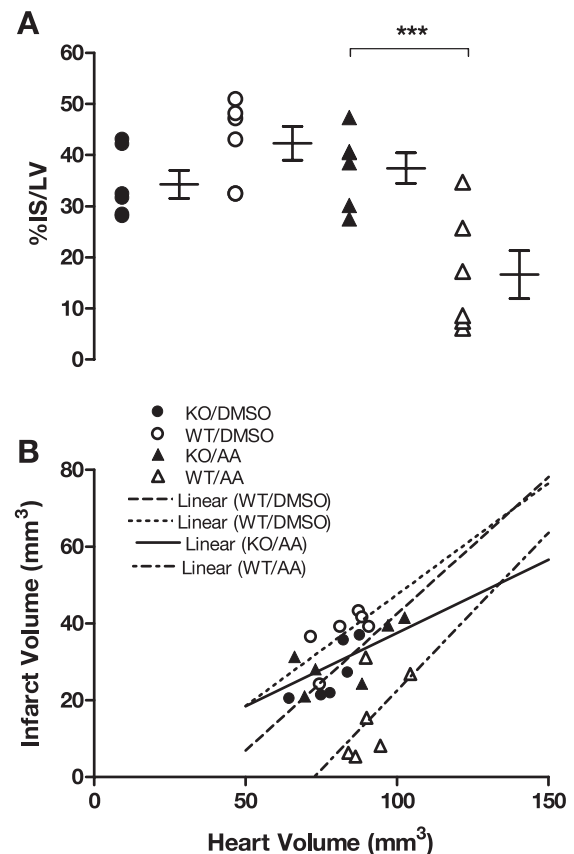 A
***
60
50
40
30
20
10
0
%IS/LV
KO/DMSO
WT/DMSO
KO/AA
WT/AA
Linear (WT/DMSO)
Linear (WT/DMSO)
Linear (KO/AA)
Linear (WT/AA)
B
80
60
40
20
0
Infarct Volume (mm³)
0 50 100 150
Heart Volume (mm³)